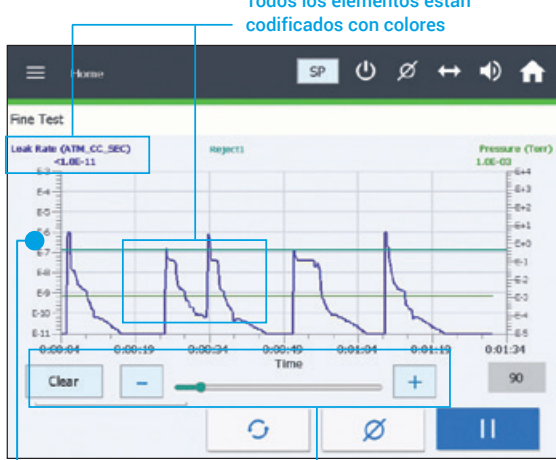 Todos los elementos están
codificados con colores
Home
SP
Fine Test
Leak Rate (ATM_CC_SEC)
<1.0E-11
Reject1
Pressure (Torr)
1.0E-03
E-3
E-4
E-5
E-6
E-7
E-8
E-9
E-10
E-11
E+4
E+3
E+2
E+1
E+0
E-1
E-2
E-3
E-4
E-5
0:00:04 0:00:19 0:00:34 0:00:49 0:01:04 0:01:19 0:01:34
Time
Clear
-
+
90